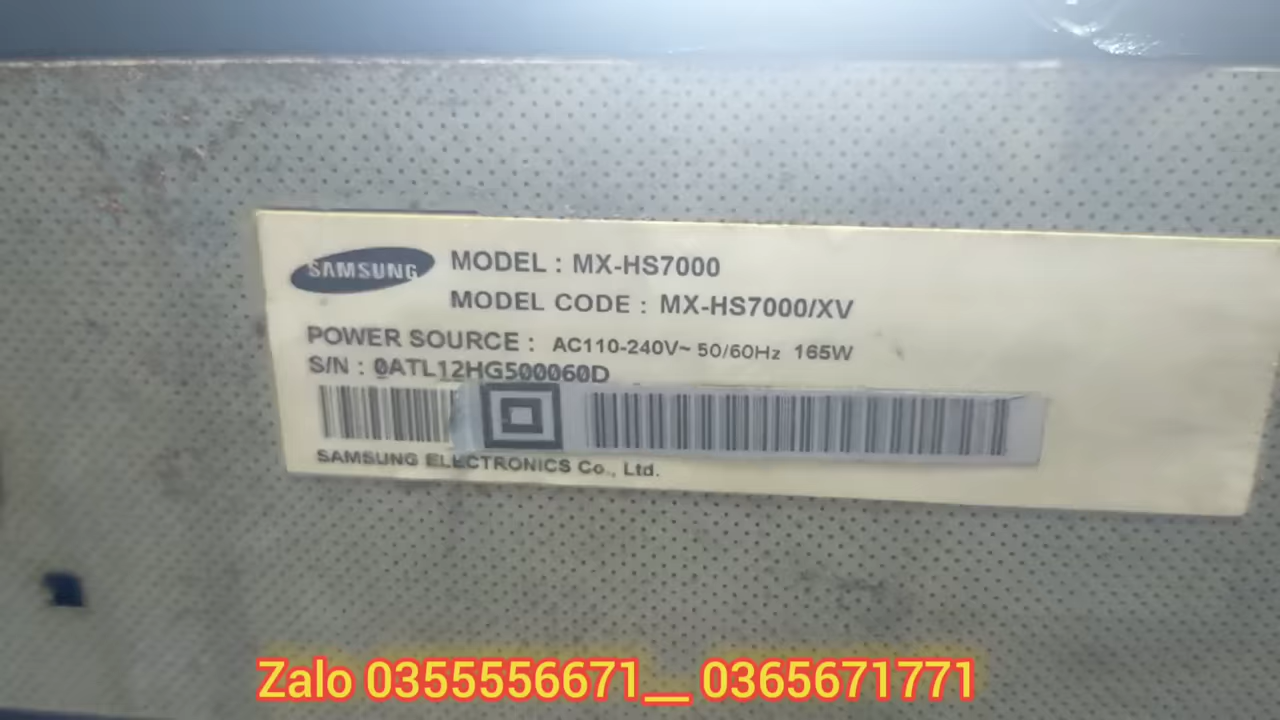 SAMSUNG
MODEL : MX-HS7000
MODEL CODE : MX-HS7000/XV
POWER SOURCE : AC110-240V~ 50/60Hz 165W
S/N : 0ATL12HG500060D
SAMSUNG ELECTRONICS Co., Ltd.
Zalo 0355556671__ 0365671771